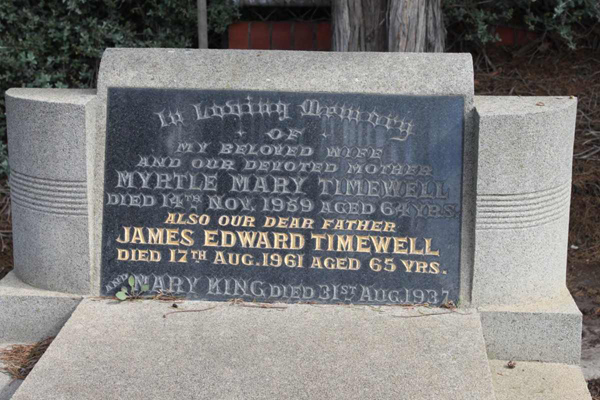 In Loving Memory
OF
MY BELOVED WIFE
AND OUR DEVOTED MOTHER
MYRTLE MARY TIMEWELL
DIED 14TH NOV. 1959 AGED 64 YRS.
ALSO OUR DEAR FATHER
JAMES EDWARD TIMEWELL
DIED 17TH AUG. 1961 AGED 65 YRS.
AND MARY KING DIED 31ST AUG. 1937.